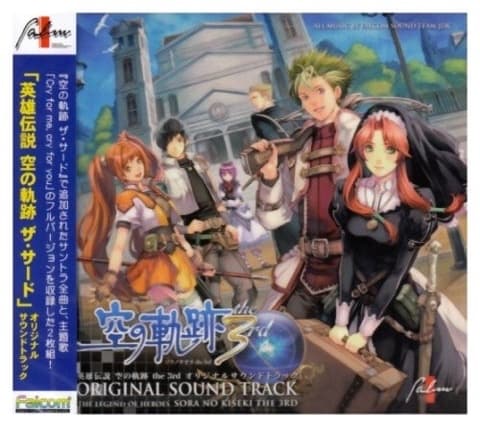 falcom
『空の軌跡 ザ・サード』で追加されたサントラ全曲と、主題歌
「Cry for me, cry for you」のフルバージョンを収録した2枚組!
「英雄伝説 空の軌跡 ザ・サード」オリジナル
サウンドトラック
Falcom
ALL MUSIC BY FALCOM SOUND TEAM JDK
空の軌跡 the 3rd
英雄伝説 空の軌跡 the 3rd オリジナルサウンドトラック
ORIGINAL SOUND TRACK
THE LEGEND OF HEROES SORA NO KISEKI THE 3RD
falcom